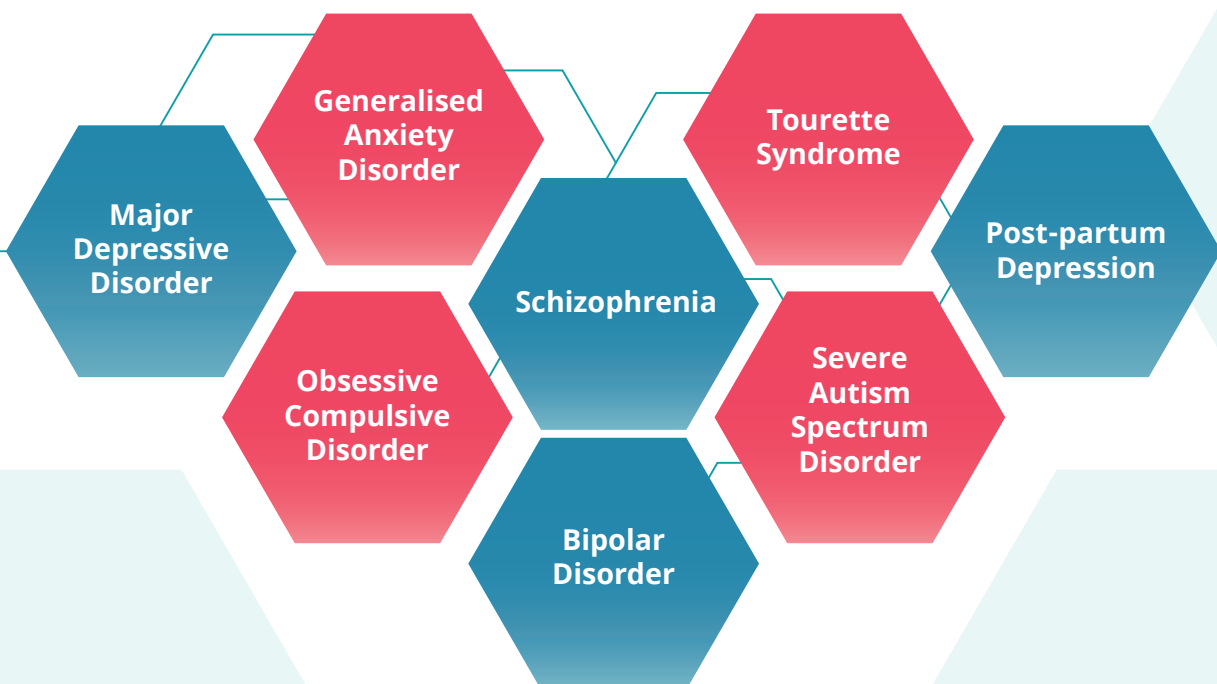 Generalised
Anxiety
Disorder
Tourette
Syndrome
Major
Depressive
Disorder
Post-partum
Depression
Schizophrenia
Obsessive
Compulsive
Disorder
Severe
Autism
Spectrum
Disorder
Bipolar
Disorder